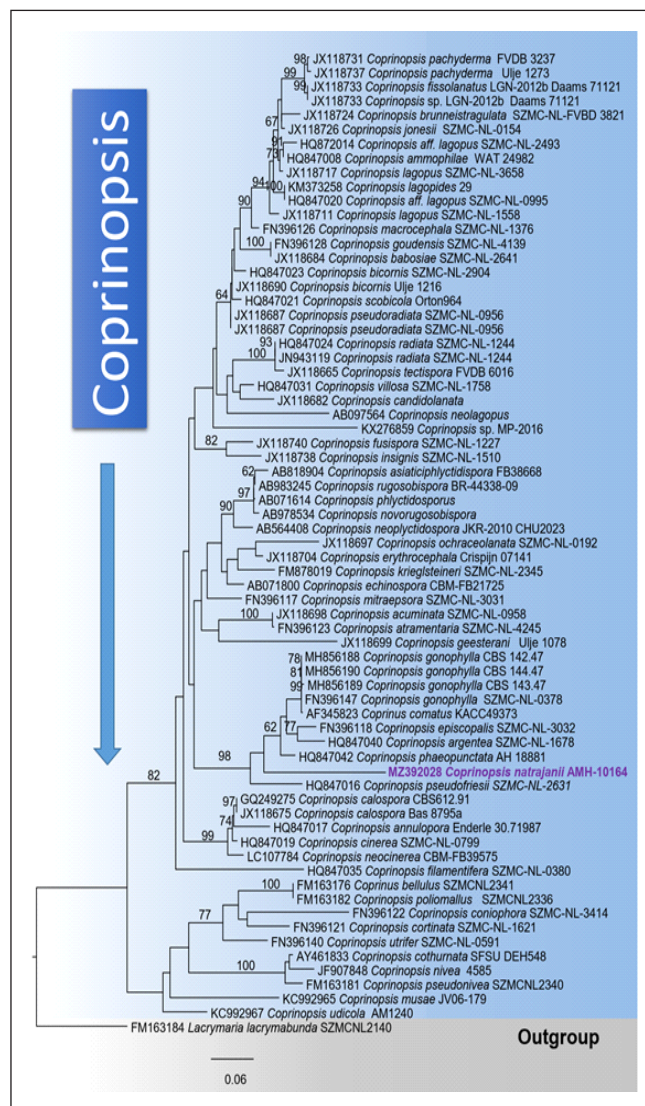 Coprinopsis
98 JX118731 Coprinopsis pachyderma FVDB 3237
99 JX118737 Coprinopsis pachyderma Ulje 1273
99 JX118733 Coprinopsis fissolanatus LGN-2012b Daams 71121
JX118733 Coprinopsis sp. LGN-2012b Daams 71121
JX118724 Coprinopsis brunneistragulata SZMC-NL-FVBD 3821
67 JX118726 Coprinopsis jonesii SZMC-NL-0154
91 HQ872014 Coprinopsis aff. lagopus SZMC-NL-2493
73 HQ847008 Coprinopsis ammophilae WAT 24982
JX118717 Coprinopsis lagopus SZMC-NL-3658
94 100 KM373258 Coprinopsis lagopides 29
90 HQ847020 Coprinopsis aff. lagopus SZMC-NL-0995
JX118711 Coprinopsis lagopus SZMC-NL-1558
FN396126 Coprinopsis macrocephala SZMC-NL-1376
100 FN396128 Coprinopsis goudensis SZMC-NL-4139
JX118684 Coprinopsis babosiae SZMC-NL-2641
HQ847023 Coprinopsis bicornis SZMC-NL-2904
64 JX118690 Coprinopsis bicornis Ulje 1216
HQ847021 Coprinopsis scobicola Orton964
JX118687 Coprinopsis pseudoradiata SZMC-NL-0956
JX118687 Coprinopsis pseudoradiata SZMC-NL-0956
93 HQ847024 Coprinopsis radiata SZMC-NL-1244
100 JN943119 Coprinopsis radiata SZMC-NL-1244
JX118665 Coprinopsis tectispora FVDB 6016
HQ847031 Coprinopsis villosa SZMC-NL-1758
JX118682 Coprinopsis candidolanata
AB097564 Coprinopsis neolagopus
KX276859 Coprinopsis sp. MP-2016
82 JX118740 Coprinopsis fusispora SZMC-NL-1227
JX118738 Coprinopsis insignis SZMC-NL-1510
62 AB818904 Coprinopsis asiaticiphlyctidispora FB38668
97 AB983245 Coprinopsis rugosobispora BR-44338-09
AB071614 Coprinopsis phlyctidosporus
90 AB978534 Coprinopsis novorugosobispora
AB564408 Coprinopsis neoplyctidospora JKR-2010 CHU2023
JX118697 Coprinopsis ochraceolanata SZMC-NL-0192
JX118704 Coprinopsis erythrocephala Crispijn 07141
FM878019 Coprinopsis krieglsteineri SZMC-NL-2345
AB071800 Coprinopsis echinospora CBM-FB21725
FN396117 Coprinopsis mitraepsora SZMC-NL-3031
100 JX118698 Coprinopsis acuminata SZMC-NL-0958
FN396123 Coprinopsis atramentaria SZMC-NL-4245
JX118699 Coprinopsis geesterani Ulje 1078
78 MH856188 Coprinopsis gonophylla CBS 142.47
81 MH856190 Coprinopsis gonophylla CBS 144.47
99 MH856189 Coprinopsis gonophylla CBS 143.47
FN396147 Coprinopsis gonophylla SZMC-NL-0378
AF345823 Coprinus comatus KACC49373
62 77 FN396118 Coprinopsis episcopalis SZMC-NL-3032
HQ847040 Coprinopsis argentea SZMC-NL-1678
HQ847042 Coprinopsis phaeopunctata AH 18881
98 MZ392028 Coprinopsis natrajanii AMH-10164
82 HQ847016 Coprinopsis pseudofriesii SZMC-NL-2631
97 GQ249275 Coprinopsis calospora CBS612.91
JX118675 Coprinopsis calospora Bas 8795a
74 HQ847017 Coprinopsis annulopora Enderle 30.71987
99 HQ847019 Coprinopsis cinerea SZMC-NL-0799
LC107784 Coprinopsis neocinerea CBM-FB39575
HQ847035 Coprinopsis filamentifera SZMC-NL-0380
100 FM163176 Coprinus bellulus SZMCNL2341
FM163182 Coprinopsis poliomallus SZMCNL2336
77 FN396122 Coprinopsis coniophora SZMC-NL-3414
FN396121 Coprinopsis cortinata SZMC-NL-1621
FN396140 Coprinopsis utrifer SZMC-NL-0591
AY461833 Coprinopsis cothurnata SFSU DEH548
100 JF907848 Coprinopsis nivea 4585
FM163181 Coprinopsis pseudonivea SZMCNL2340
KC992965 Coprinopsis musae JV06-179
KC992967 Coprinopsis udicola AM1240
FM163184 Lacrymaria lacrymabunda SZMCNL2140
Outgroup
0.06